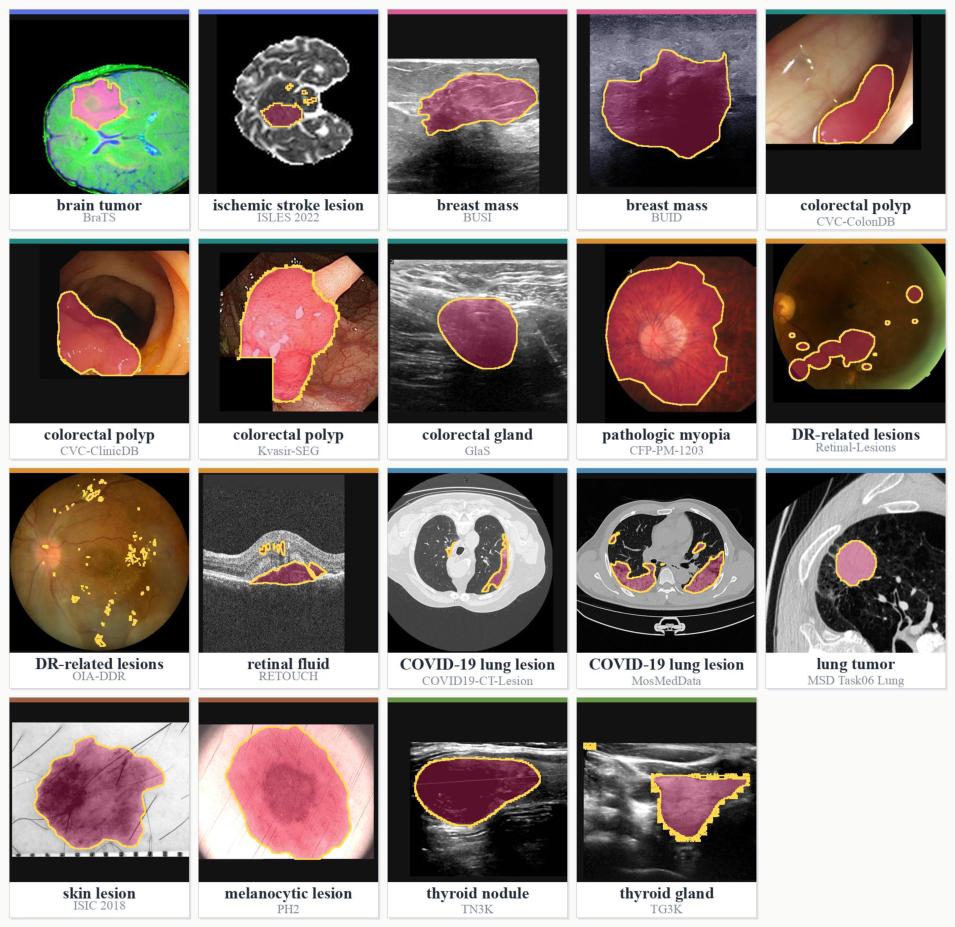 brain tumor
BraTS
ischemic stroke lesion
ISLES 2022
breast mass
BUSI
breast mass
BUID
colorectal polyp
CVC-ColonDB
colorectal polyp
CVC-ClinicDB
colorectal polyp
Kvasir-SEG
colorectal gland
GlaS
pathologic myopia
CFP-PM-1203
DR-related lesions
Retinal-Lesions
DR-related lesions
OIA-DDR
retinal fluid
RETOUCH
COVID-19 lung lesion
COVID19-CT-Lesion
COVID-19 lung lesion
MosMedData
lung tumor
MSD Task06 Lung
skin lesion
ISIC 2018
melanocytic lesion
PH2
thyroid nodule
TN3K
thyroid gland
TG3K